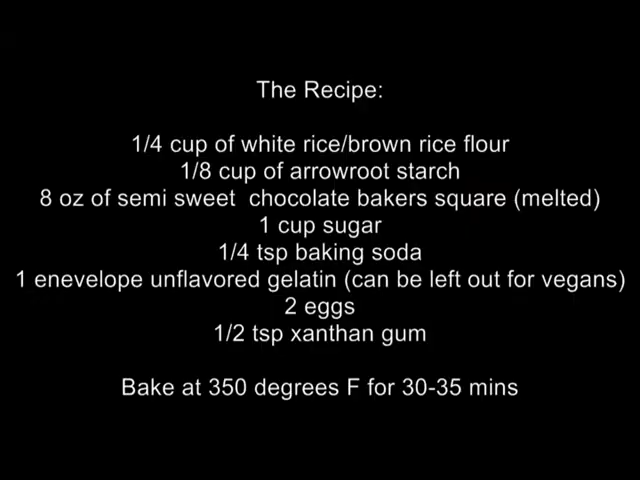 The Recipe:
1/4 cup of white rice/brown rice flour
1/8 cup of arrowroot starch
8 oz of semi sweet  chocolate bakers square (melted)
1 cup sugar
1/4 tsp baking soda
1 enevelope unflavored gelatin (can be left out for vegans)
2 eggs
1/2 tsp xanthan gum
Bake at 350 degrees F for 30-35 mins